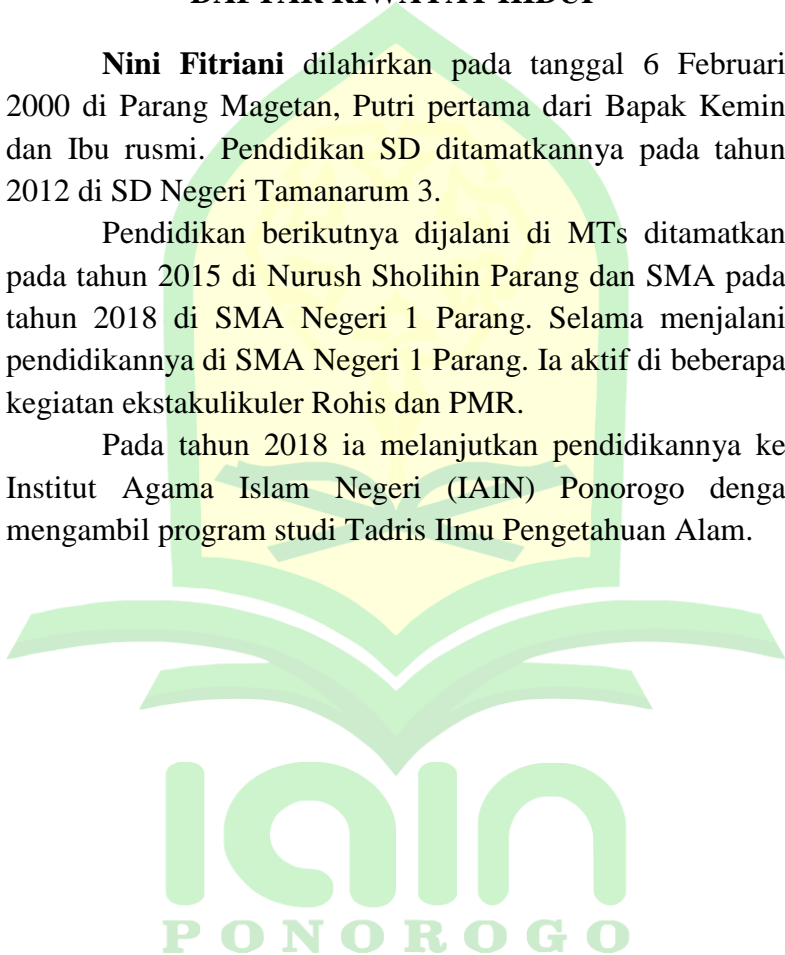 DAFTAR RIWAYAT HIDUP
Nini Fitriani dilahirkan pada tanggal 6 Februari
2000 di Parang Magetan, Putri pertama dari Bapak Kemin
dan Ibu rusmi. Pendidikan SD ditamatkannya pada tahun
2012 di SD Negeri Tamanarum 3.
Pendidikan berikutnya dijalani di MTs ditamatkan
pada tahun 2015 di Nurush Sholihin Parang dan SMA pada
tahun 2018 di SMA Negeri 1 Parang. Selama menjalani
pendidikannya di SMA Negeri 1 Parang. Ia aktif di beberapa
kegiatan ekstakulikuler Rohis dan PMR.
Pada tahun 2018 ia melanjutkan pendidikannya ke
Institut Agama Islam Negeri (IAIN) Ponorogo denga
mengambil program studi Tadris Ilmu Pengetahuan Alam.
iain
PONOROGO